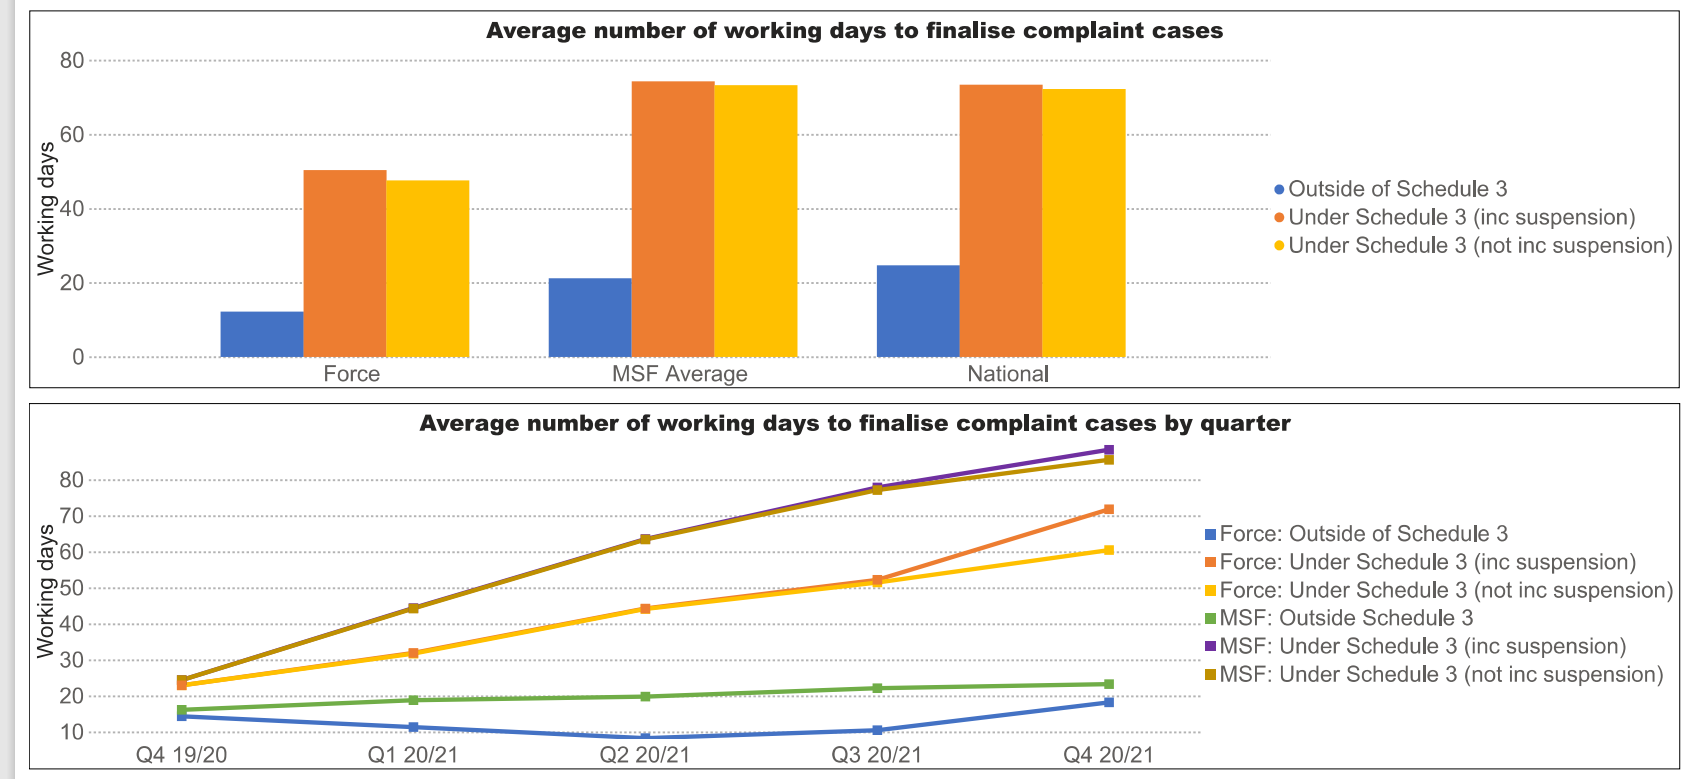 Average number of working days to finalise complaint cases
80
60
40
20
0
Working days
Force
MSF Average
National
Outside of Schedule 3
Under Schedule 3 (inc suspension)
Under Schedule 3 (not inc suspension)
Average number of working days to finalise complaint cases by quarter
80
70
60
50
40
30
20
10
Working days
Q4 19/20
Q1 20/21
Q2 20/21
Q3 20/21
Q4 20/21
Force: Outside of Schedule 3
Force: Under Schedule 3 (inc suspension)
Force: Under Schedule 3 (not inc suspension)
MSF: Outside Schedule 3
MSF: Under Schedule 3 (inc suspension)
MSF: Under Schedule 3 (not inc suspension)